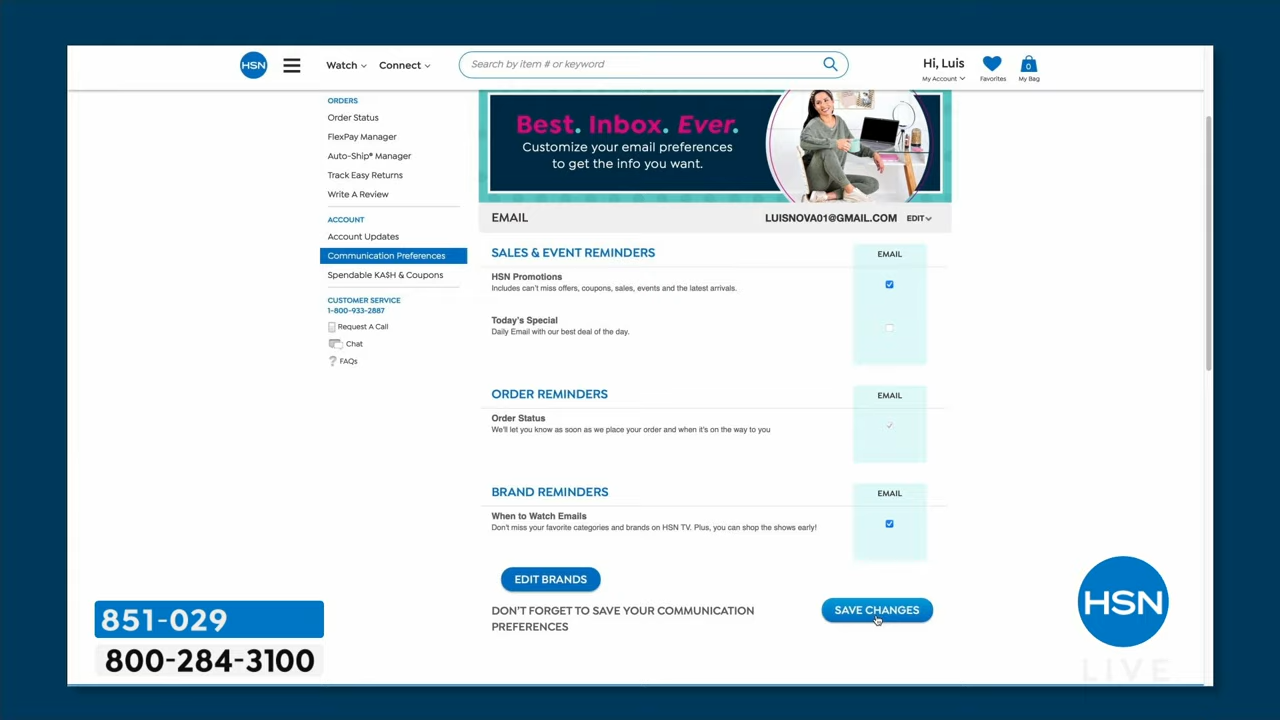 HSN
Watch
Connect
Search by item # or keyword
Hi, Luis
My Account
Favorites
0
My Bag
ORDERS
Order Status
FlexPay Manager
Auto-Ship® Manager
Track Easy Returns
Write A Review
ACCOUNT
Account Updates
Communication Preferences
Spendable KA$H & Coupons
CUSTOMER SERVICE
1-800-933-2887
Request A Call
Chat
? FAQs
Best. Inbox. Ever.
Customize your email preferences
to get the info you want.
EMAIL
LUISNOVA01@GMAIL.COM EDIT
SALES & EVENT REMINDERS
EMAIL
HSN Promotions
Includes can't miss offers, coupons, sales, events and the latest arrivals.
Today's Special
Daily Email with our best deal of the day.
ORDER REMINDERS
EMAIL
Order Status
We'll let you know as soon as we place your order and when it's on the way to you
BRAND REMINDERS
EMAIL
When to Watch Emails
Don't miss your favorite categories and brands on HSN TV. Plus, you can shop the shows early!
EDIT BRANDS
DON'T FORGET TO SAVE YOUR COMMUNICATION
PREFERENCES
SAVE CHANGES
851-029
800-284-3100
HSN
LIVE